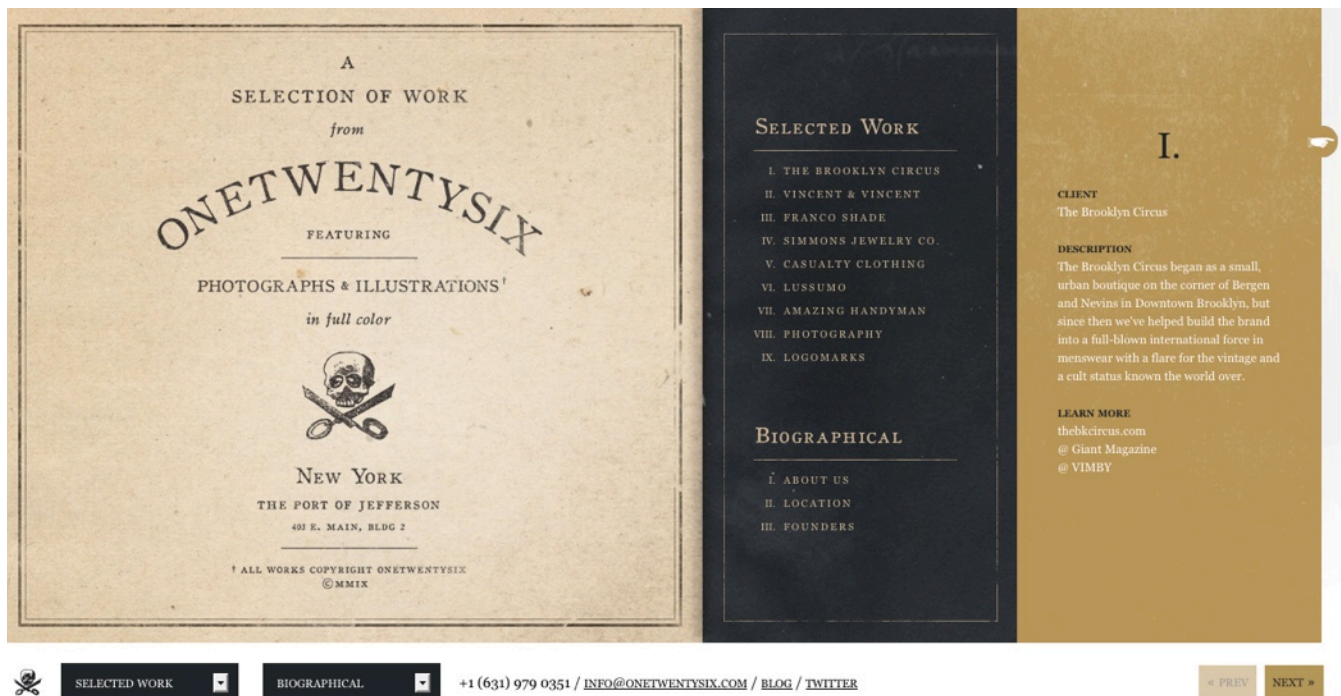 A
SELECTION OF WORK
from
ONETWENTYSIX
FEATURING
PHOTOGRAPHS & ILLUSTRATIONS†
in full color
NEW YORK
THE PORT OF JEFFERSON
403 E. MAIN, BLDG 2
† ALL WORKS COPYRIGHT ONETWENTYSIX
©MMIX
SELECTED WORK
I. THE BROOKLYN CIRCUS
II. VINCENT & VINCENT
III. FRANCO SHADE
IV. SIMMONS JEWELRY CO.
V. CASUALTY CLOTHING
VI. LUSSUMO
VII. AMAZING HANDYMAN
VIII. PHOTOGRAPHY
IX. LOGOMARKS
BIOGRAPHICAL
I. ABOUT US
II. LOCATION
III. FOUNDERS
I.
CLIENT
The Brooklyn Circus
DESCRIPTION
The Brooklyn Circus began as a small,
urban boutique on the corner of Bergen
and Nevins in Downtown Brooklyn, but
since then we've helped build the brand
into a full-blown international force in
menswear with a flare for the vintage and
a cult status known the world over.
LEARN MORE
thebkcircus.com
@ Giant Magazine
@ VIMBY
SELECTED WORK
BIOGRAPHICAL
+1 (631) 979 0351 / INFO@ONETWENTYSIX.COM / BLOG / TWITTER
« PREV
NEXT »